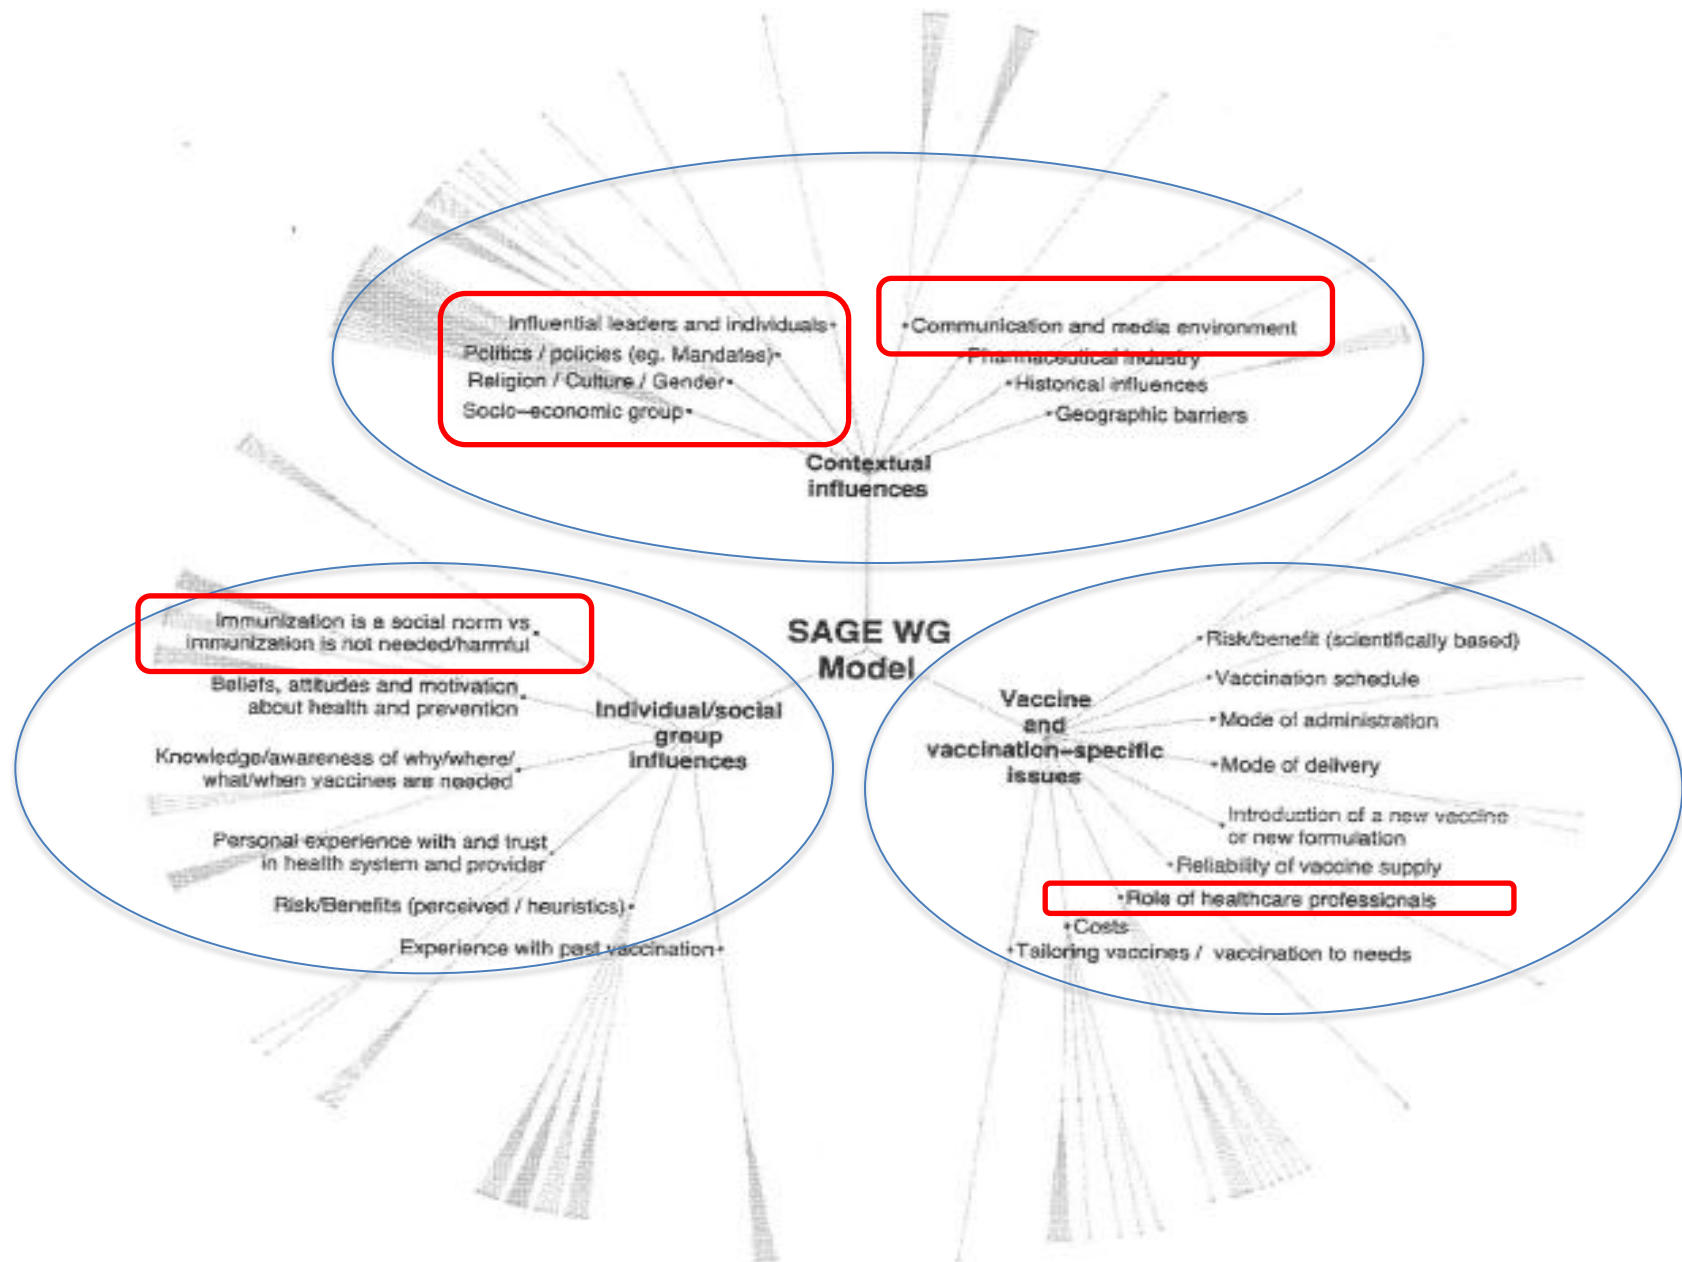 Influential leaders and individuals•
Politics / policies (eg. Mandates)•
Religion / Culture / Gender•
Socio-economic group•
•Communication and media environment
•Pharmaceutical industry
•Historical influences
•Geographic barriers
Contextual
influences
SAGE WG
Model
Immunization is a social norm vs
immunization is not needed/harmful
Beliefs, attitudes and motivation
about health and prevention
Knowledge/awareness of why/where/
what/when vaccines are needed
Personal experience with and trust
in health system and provider
Risk/Benefits (perceived / heuristics)•
Experience with past vaccination•
Individual/social
group
influences
Vaccine
and
vaccination-specific
issues
•Risk/benefit (scientifically based)
•Vaccination schedule
•Mode of administration
•Mode of delivery
Introduction of a new vaccine
or new formulation
•Reliability of vaccine supply
•Role of healthcare professionals
•Costs
•Tailoring vaccines / vaccination to needs